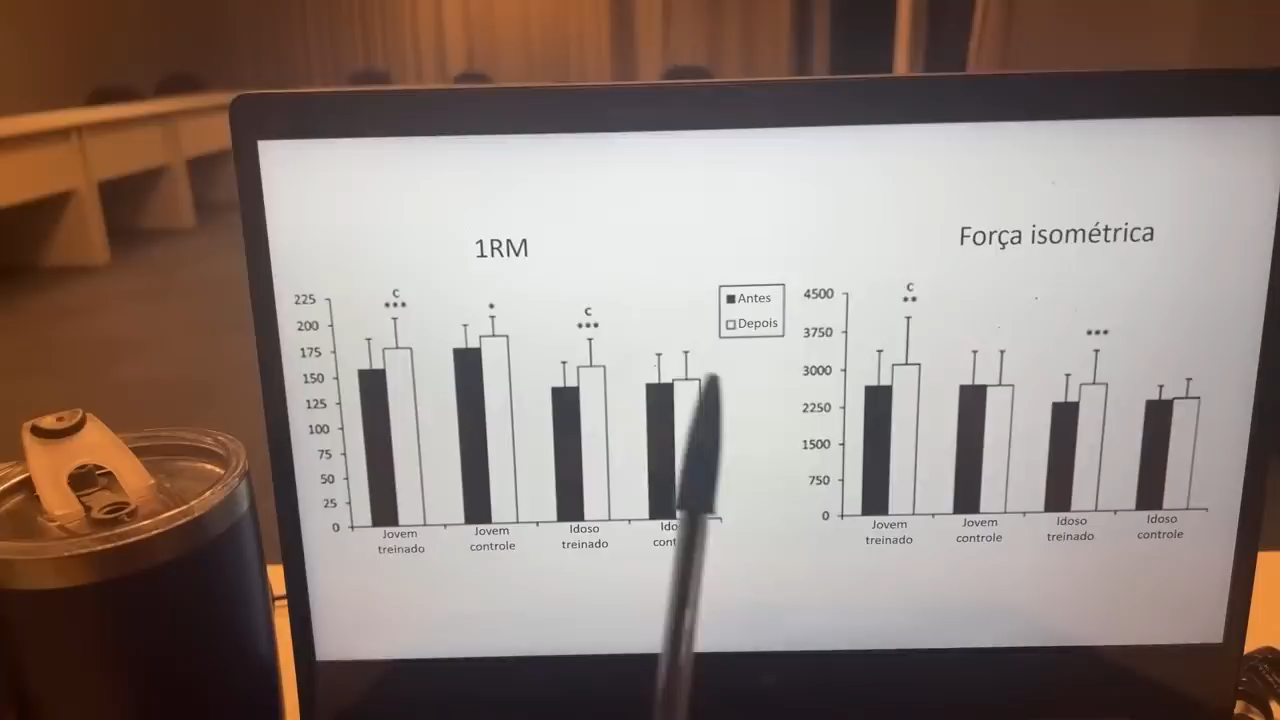 1RM
225
200
175
150
125
100
75
50
25
0
c
***
*
c
***
Jovem
treinado
Jovem
controle
Idoso
treinado
Antes
Depois
Força isométrica
4500
3750
3000
2250
1500
750
0
c
**
***
Jovem
treinado
Jovem
controle
Idoso
treinado
Idoso
controle